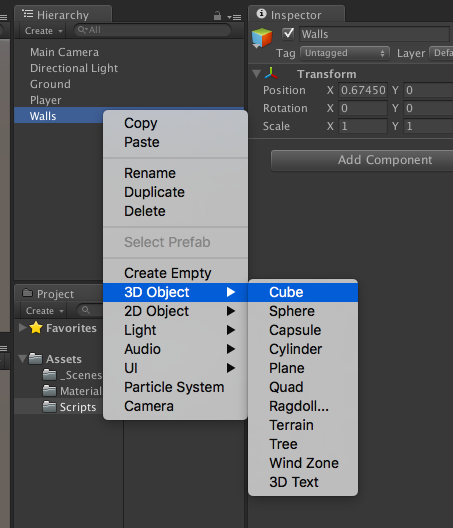 Hierarchy
Create
All
Main Camera
Directional Light
Ground
Player
Walls
Copy
Paste
Rename
Duplicate
Delete
Select Prefab
Create Empty
3D Object
2D Object
Light
Audio
UI
Particle System
Camera
Cube
Sphere
Capsule
Cylinder
Plane
Quad
Ragdoll...
Terrain
Tree
Wind Zone
3D Text
Project
Create
Favorites
Assets
_Scenes
Material
Scripts
Inspector
Walls
Tag Untagged Layer Defa
Transform
Position X 0.67450 Y 0
Rotation X 0 Y 0
Scale X 1 Y 1
Add Component